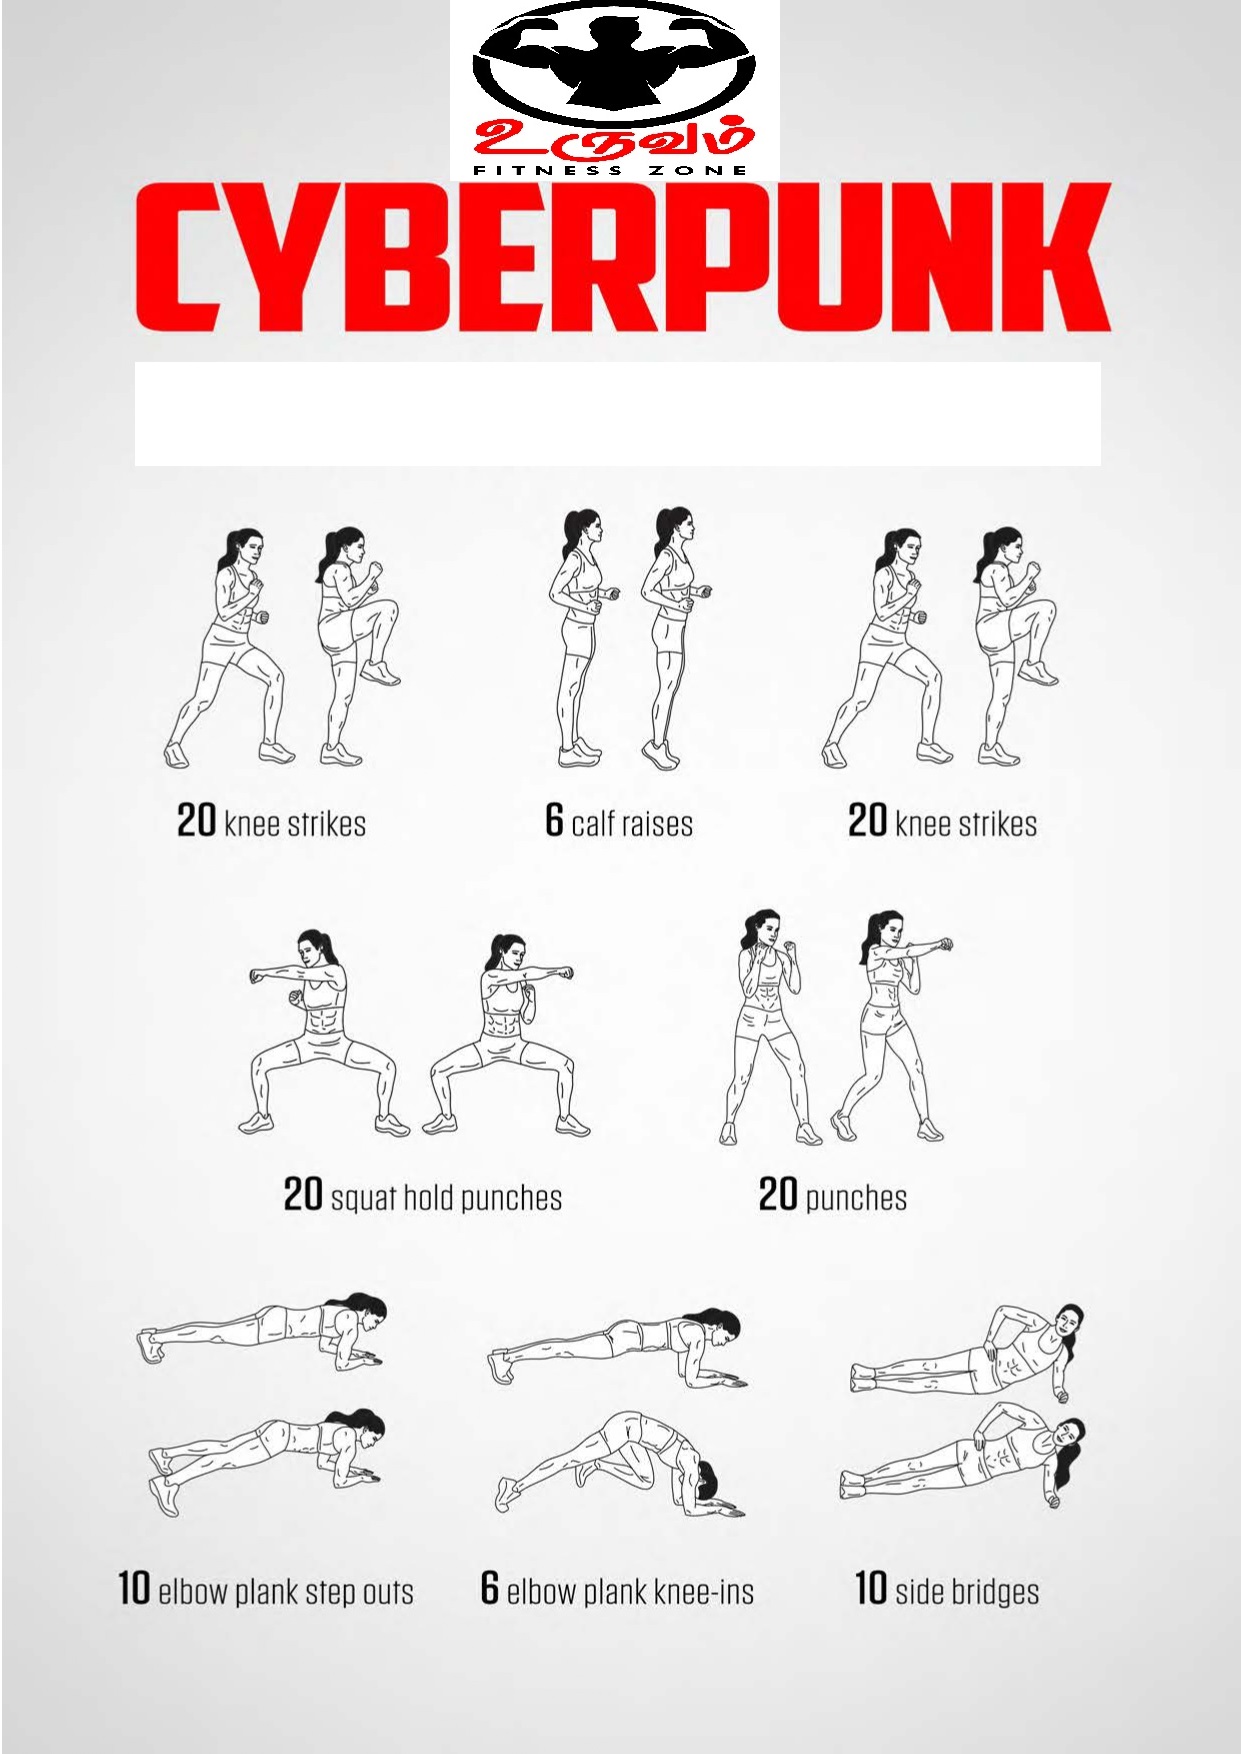 உருவம்
FITNESS ZONE
CYBERPUNK
20 knee strikes
6 calf raises
20 knee strikes
20 squat hold punches
20 punches
10 elbow plank step outs
6 elbow plank knee-ins
10 side bridges